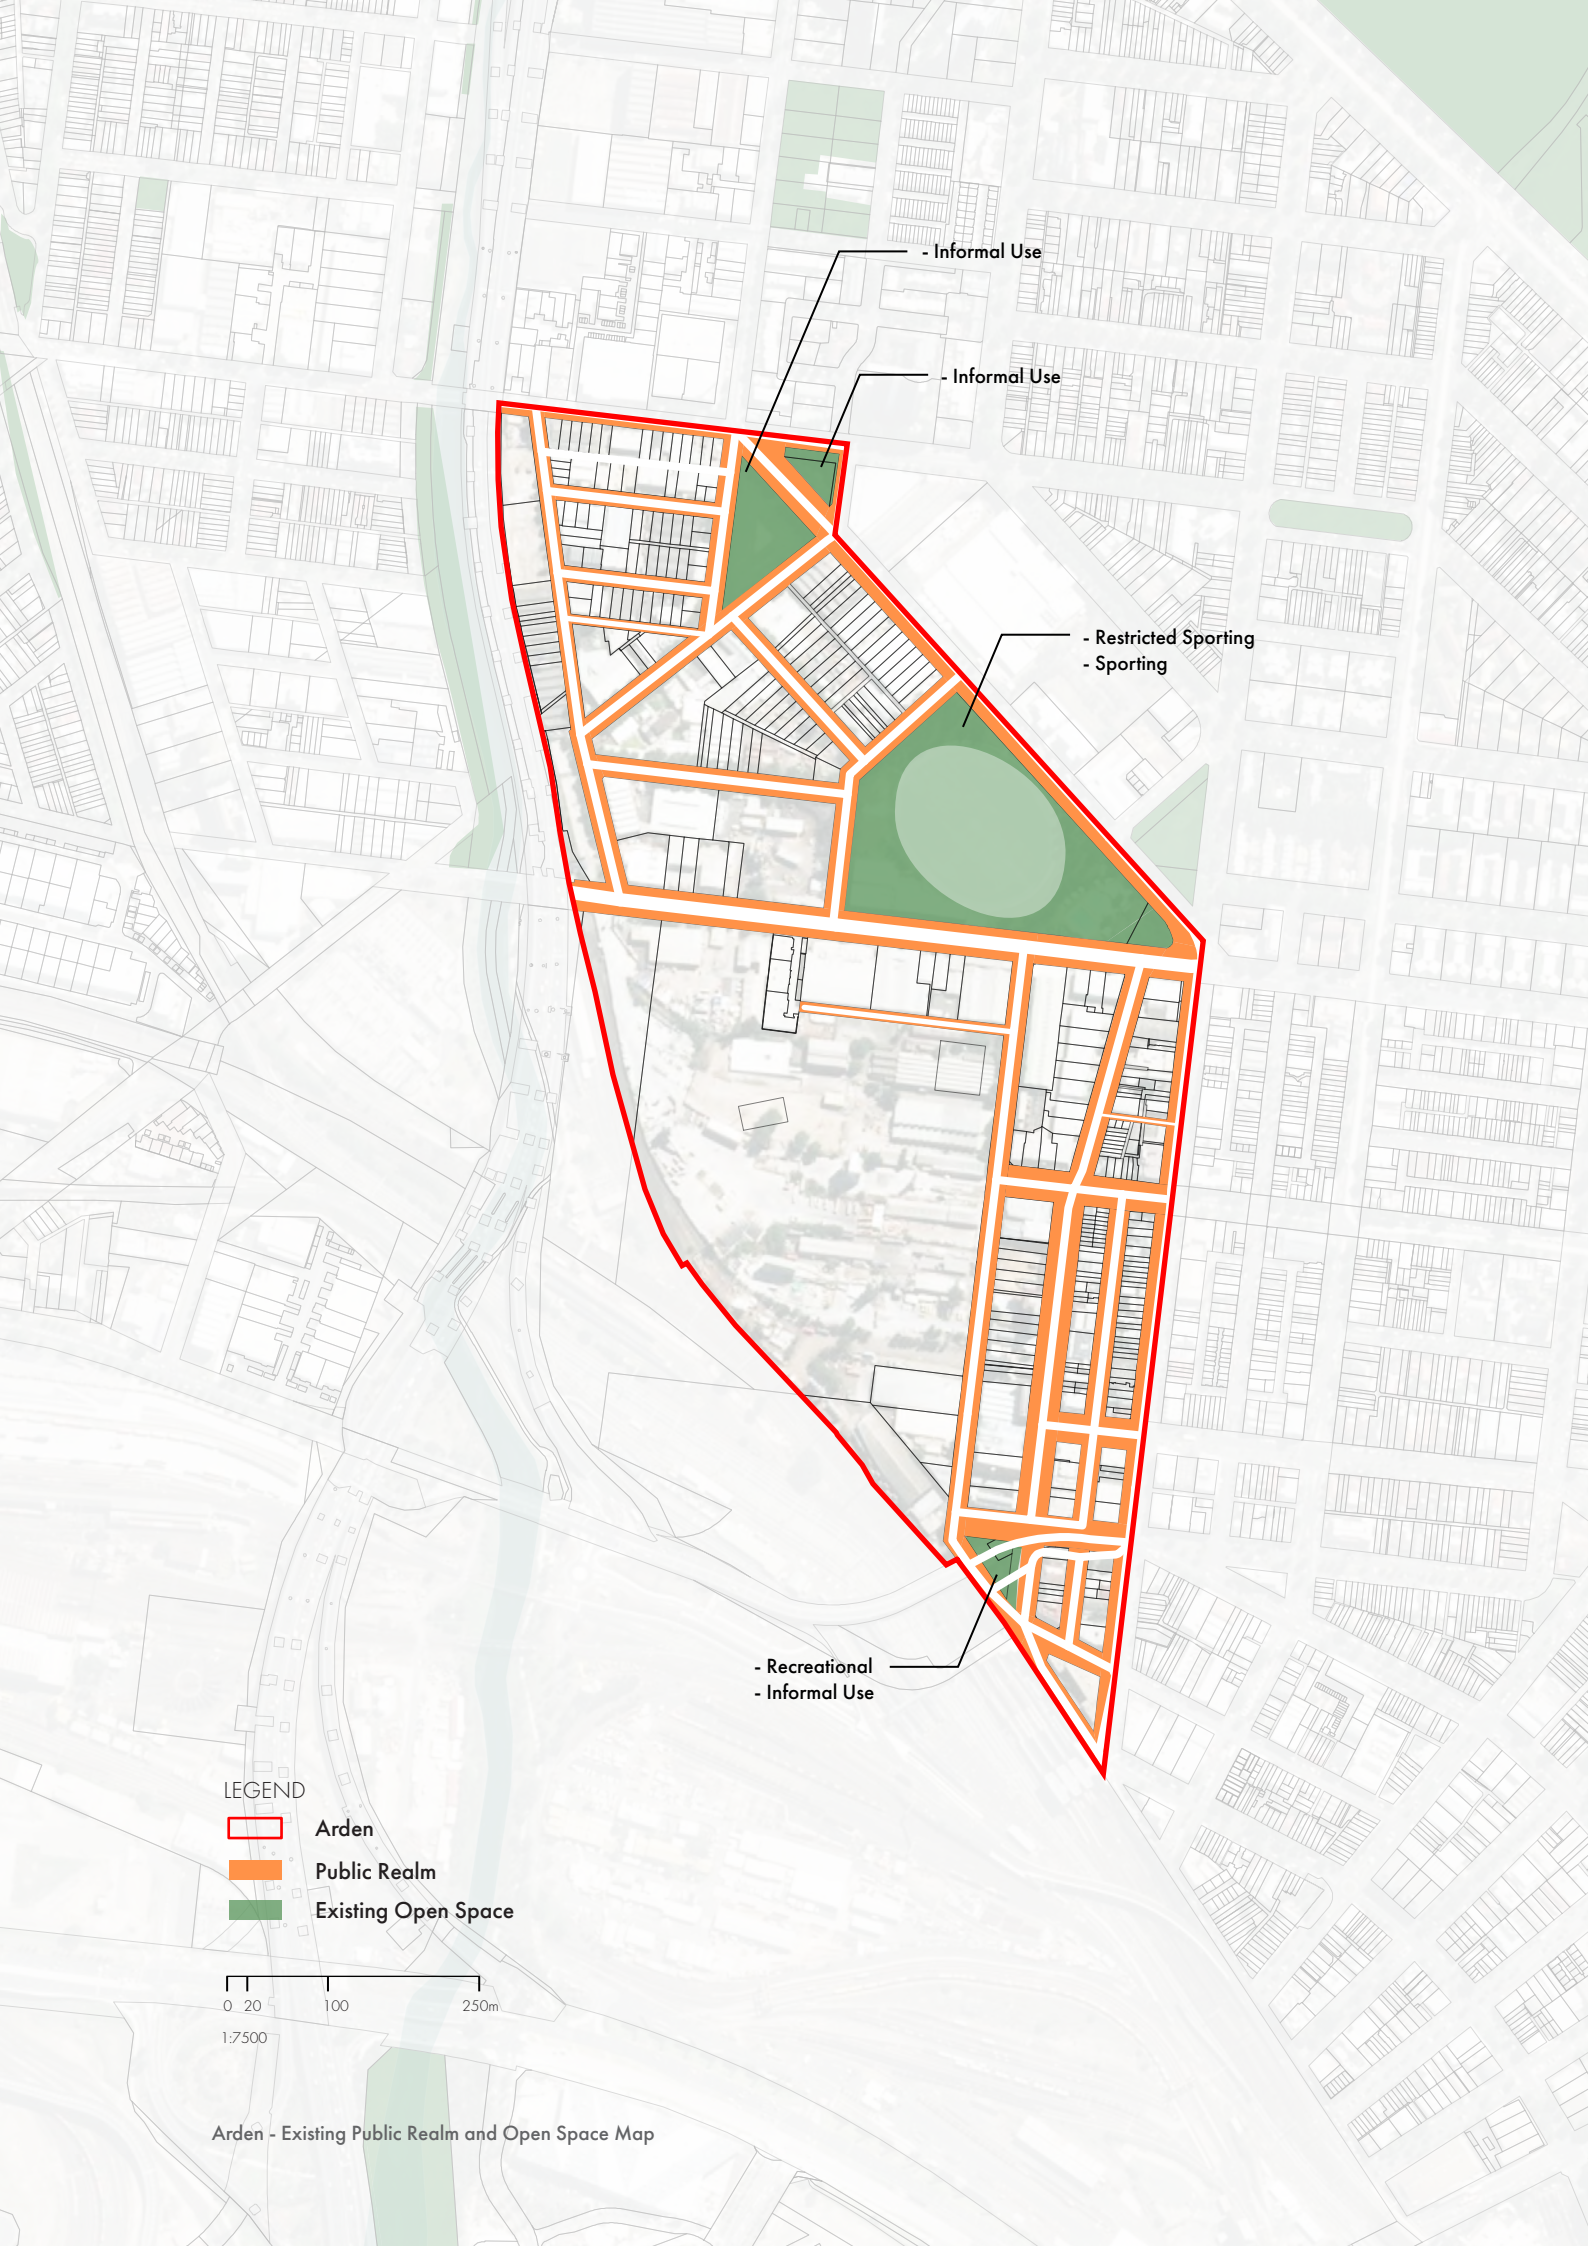 - Informal Use
- Informal Use
- Restricted Sporting
- Sporting
- Recreational
- Informal Use
LEGEND
Arden
Public Realm
Existing Open Space
0 20 100 250m
1:7500
Arden - Existing Public Realm and Open Space Map